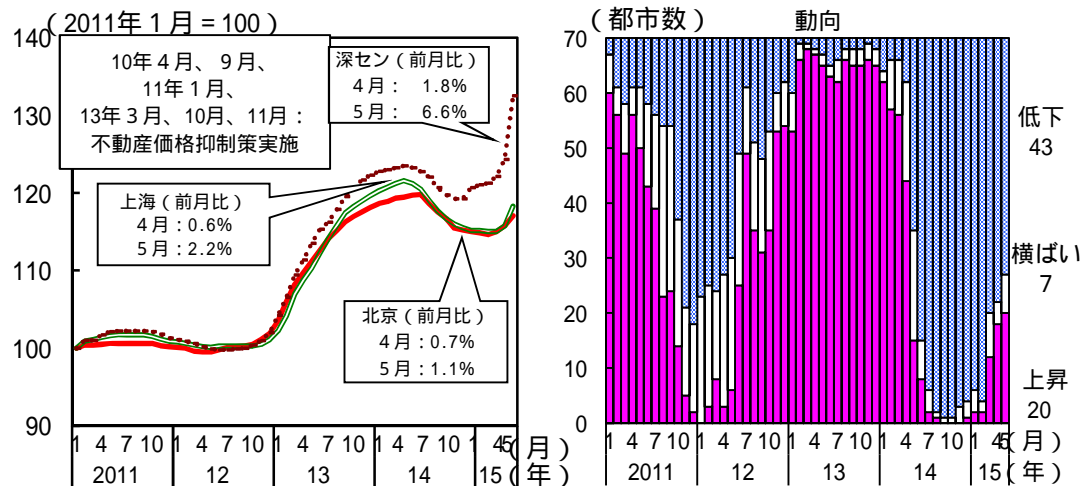 （2011年１月＝100）
140
130
120
110
100
90
10年４月、９月、
11年１月、
13年３月、10月、11月：
不動産価格抑制策実施
深セン（前月比）
４月： 1.8%
５月： 6.6%
上海（前月比）
４月：0.6%
５月：2.2%
北京（前月比）
４月：0.7%
５月：1.1%
1 4 7 10 1 4 7 10 1 4 7 10 1 4 7 10 1 45（月）
2011 12 13 14 15（年）
（都市数） 動向
70
60
50
40
30
20
10
0
低下
43
横ばい
7
上昇
20
1 4 7 10 1 4 7 10 1 4 7 10 1 4 7 10 1 45（月）
2011 12 13 14 15（年）